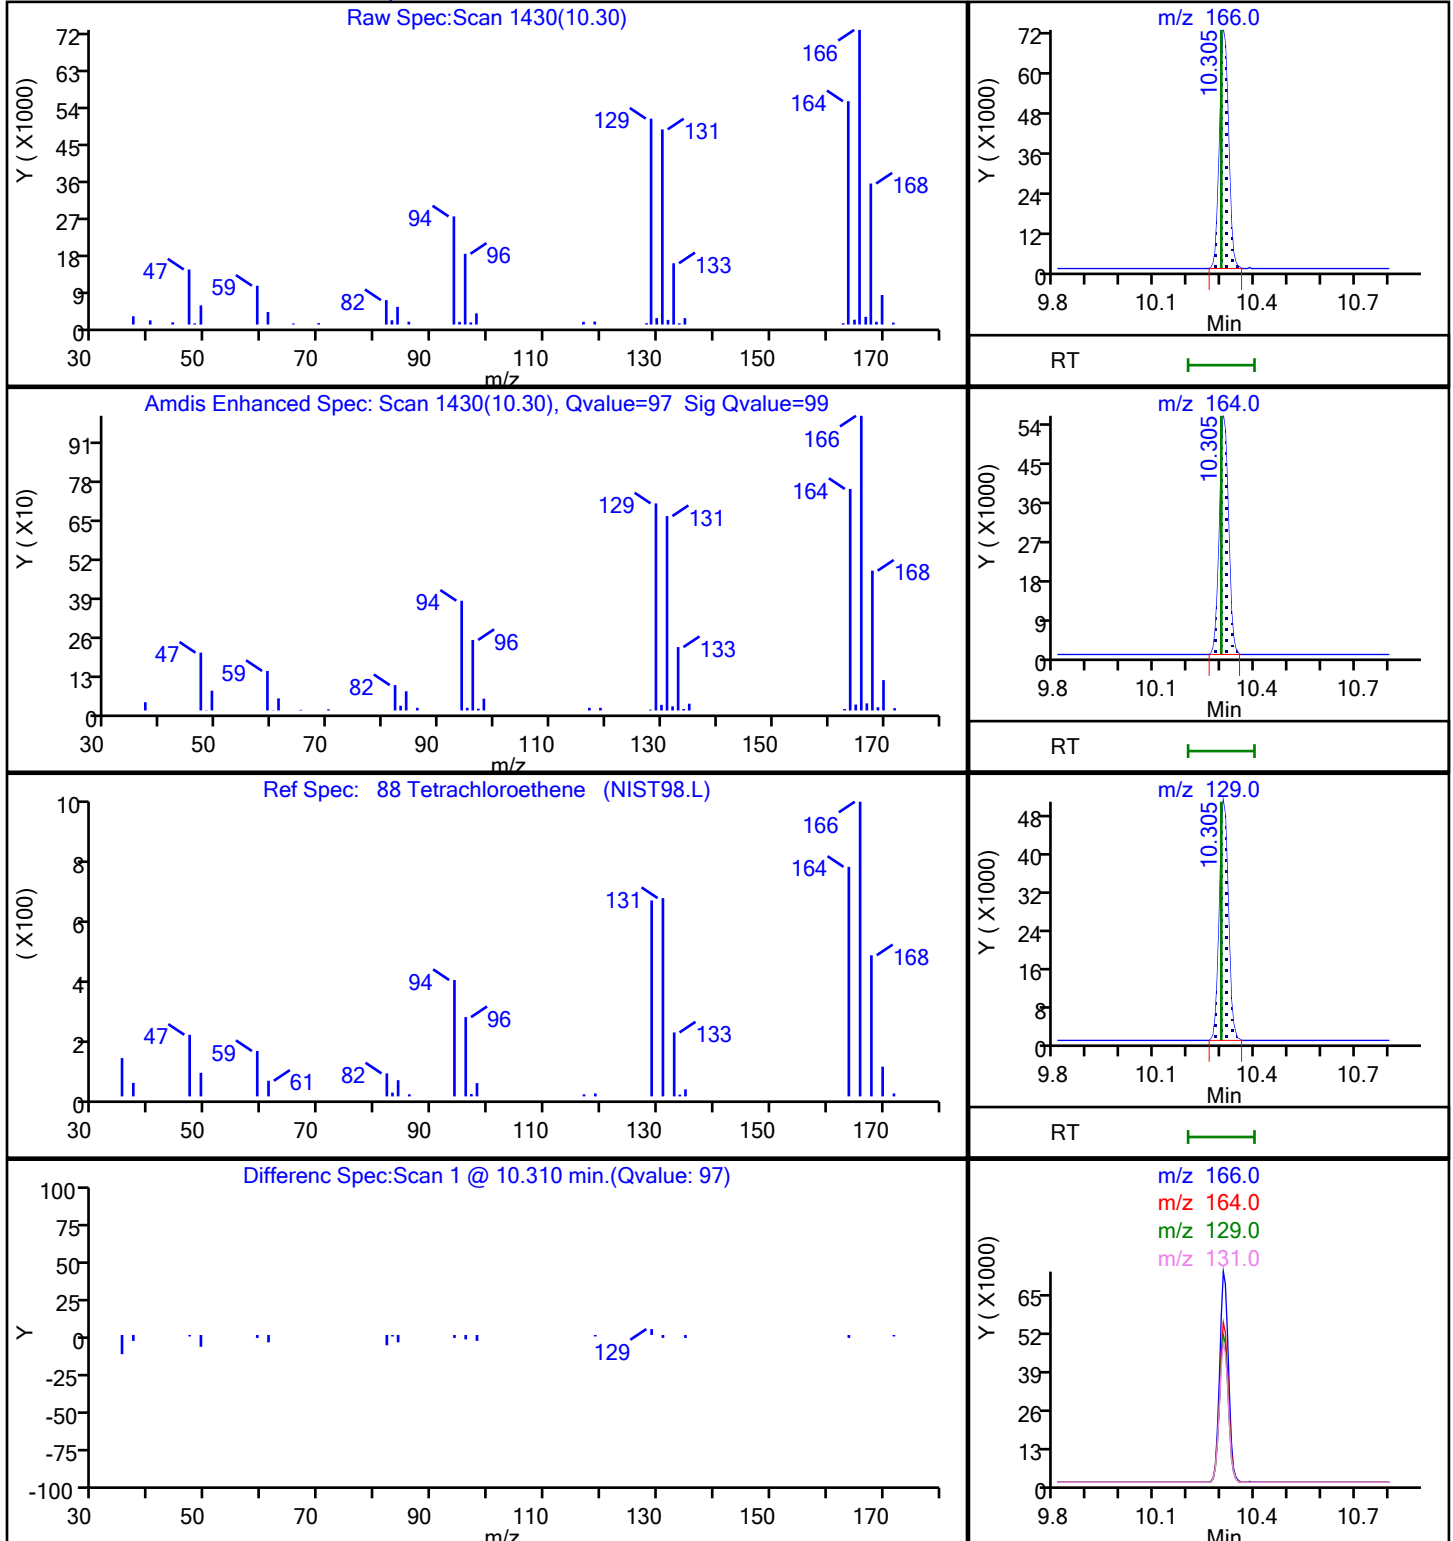 Raw Spec:Scan 1430(10.30)
Y ( X1000)
72
63
54
45
36
27
18
9
0
47
59
82
94
96
129
131
133
164
166
168
30 50 70 90 110 130 150 170
m/z
m/z 166.0
Y ( X1000)
72
60
48
36
24
12
0
10.305
9.8 10.1 10.4 10.7
Min
RT
Amdis Enhanced Spec: Scan 1430(10.30), Qvalue=97 Sig Qvalue=99
Y ( X10)
91
78
65
52
39
26
13
0
47
59
82
94
96
129
131
133
164
166
168
30 50 70 90 110 130 150 170
m/z
m/z 164.0
Y ( X1000)
54
45
36
27
18
9
0
10.305
9.8 10.1 10.4 10.7
Min
RT
Ref Spec: 88 Tetrachloroethene (NIST98.L)
( X100)
10
8
6
4
2
0
47
59
61
82
94
96
131
133
164
166
168
30 50 70 90 110 130 150 170
m/z 129.0
Y ( X1000)
48
40
32
24
16
8
0
10.305
9.8 10.1 10.4 10.7
Min
RT
Differenc Spec:Scan 1 @ 10.310 min.(Qvalue: 97)
Y
100
75
50
25
0
-25
-50
-75
-100
129
30 50 70 90 110 130 150 170
m/z
m/z 166.0
m/z 164.0
m/z 129.0
m/z 131.0
Y ( X1000)
65
52
39
26
13
0
9.8 10.1 10.4 10.7
Min